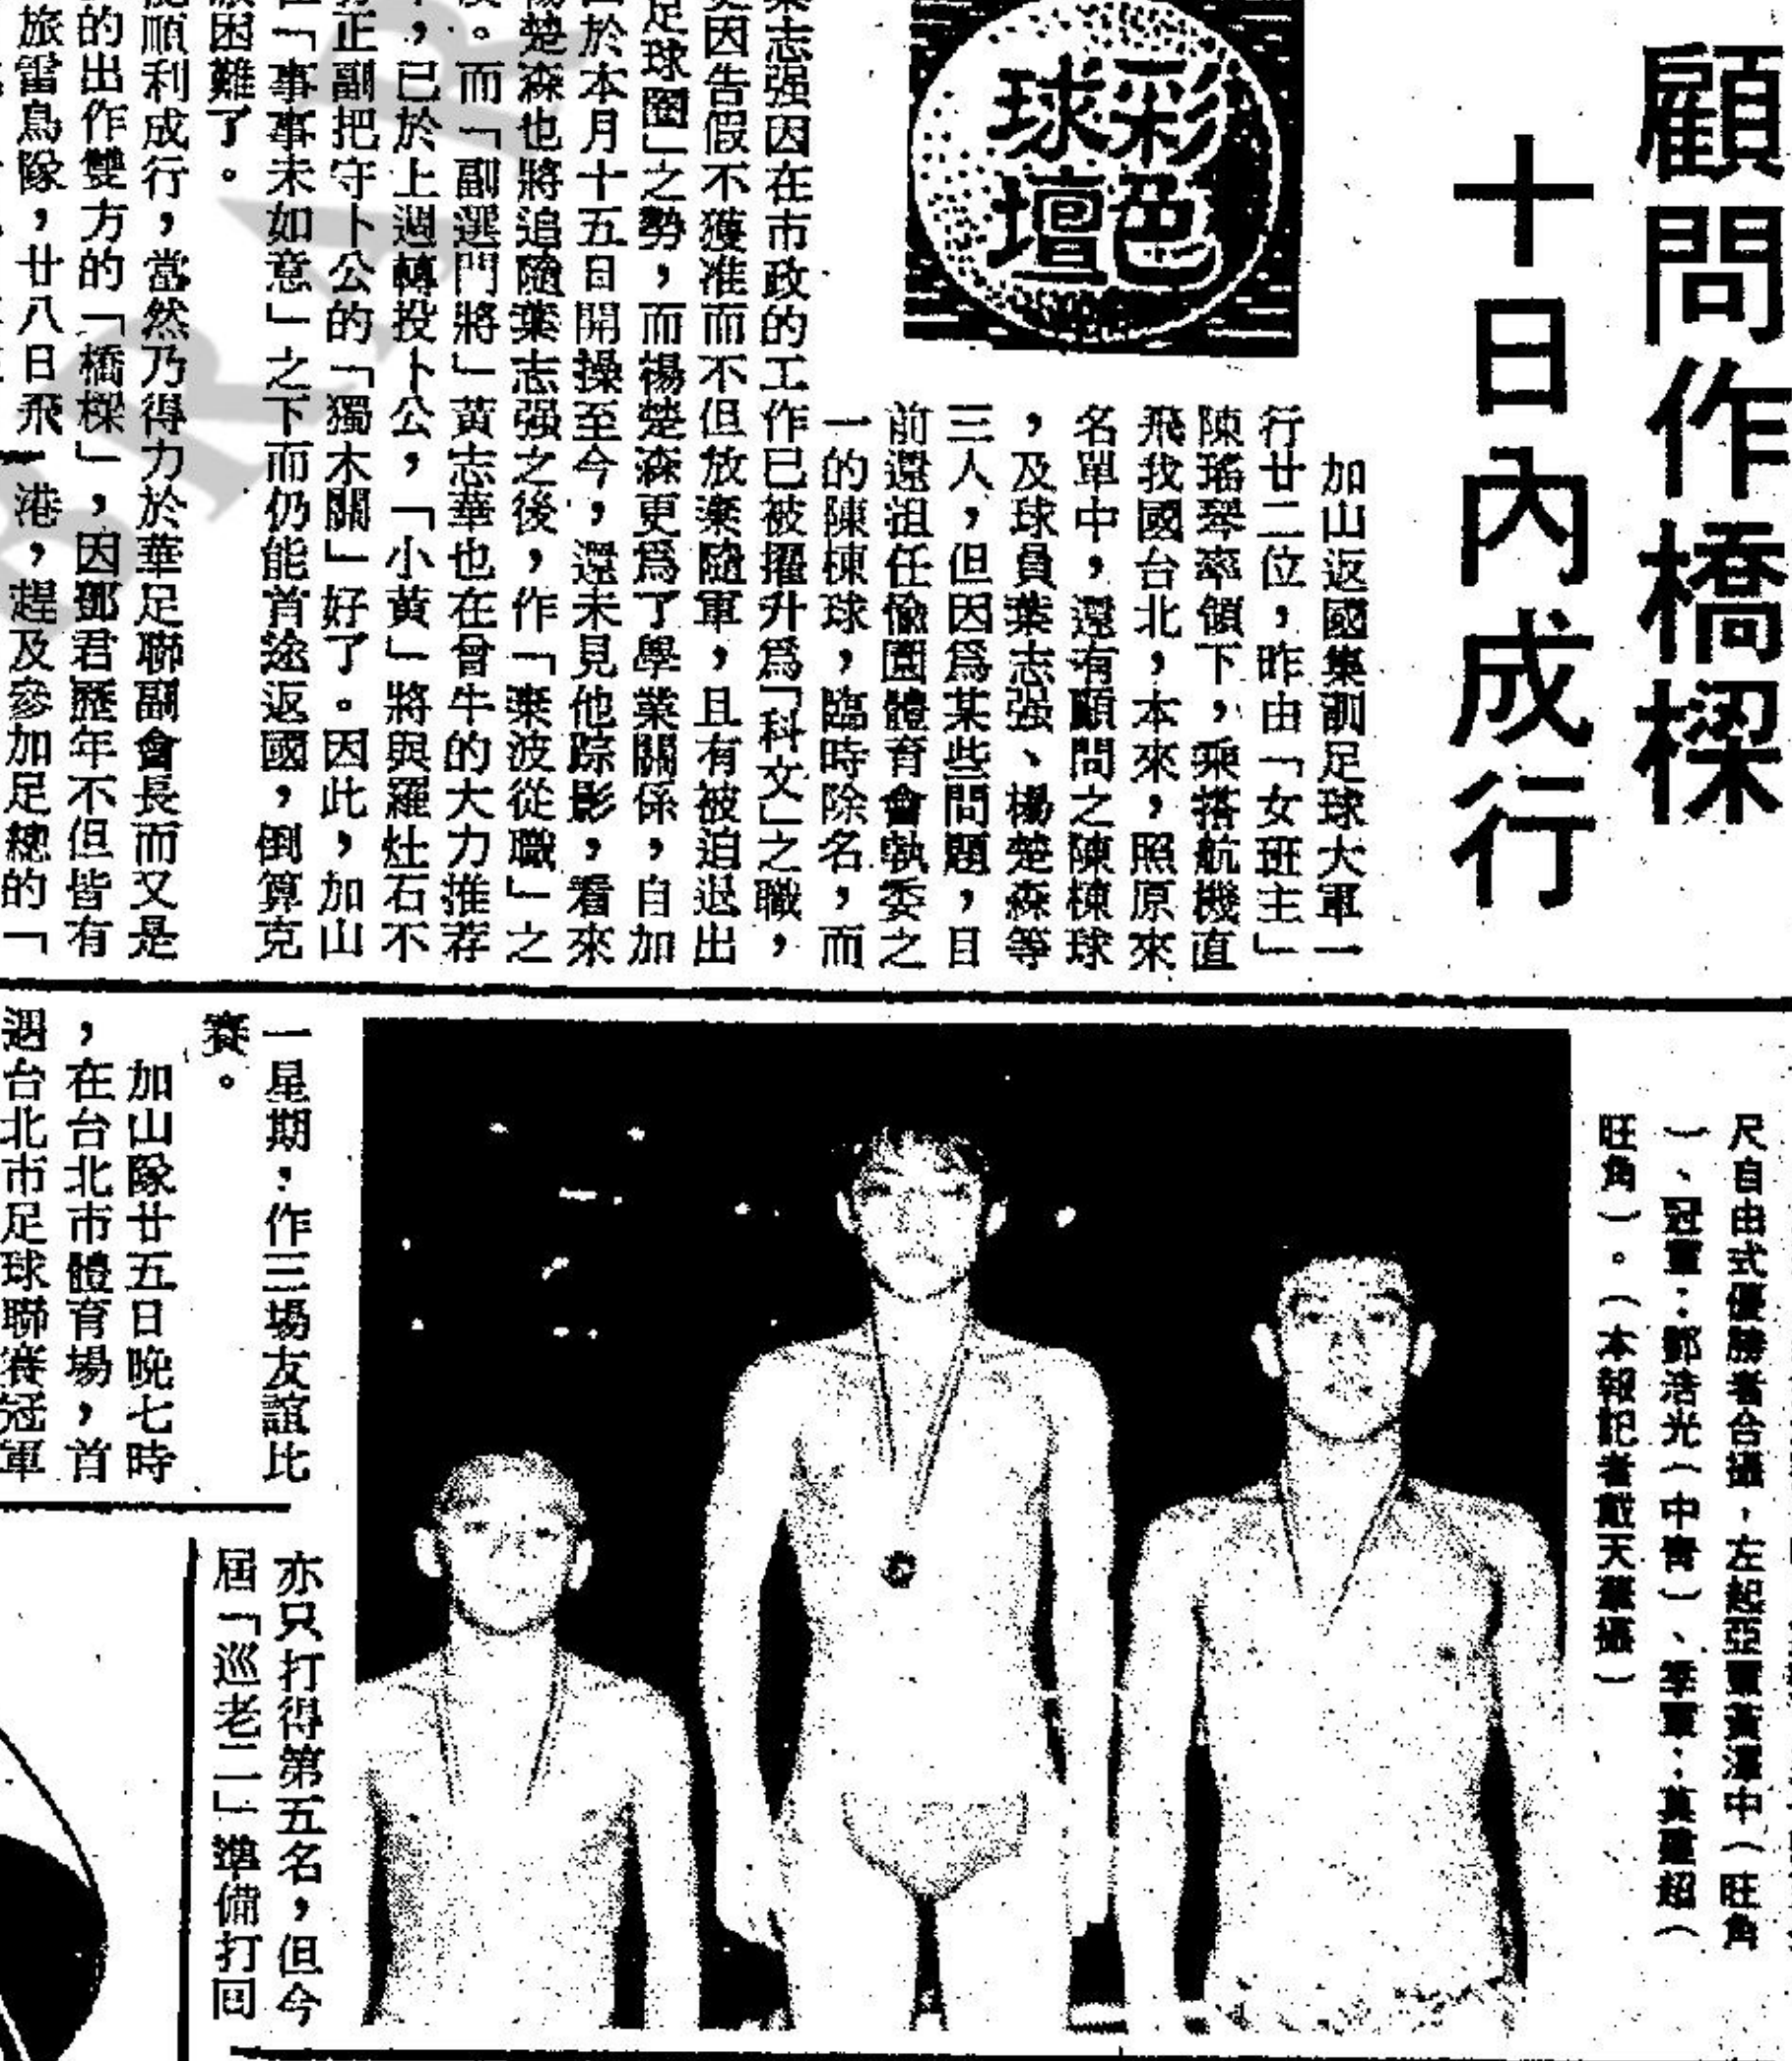 顧問作橋樑
十日內成行
彩色
球壇
加山返國集訓足球大軍一
行廿二位，昨由「女班主」
陳瑤琴率領下，乘搭航機直
飛我國台北，本來，照原來
名單中，還有顧問之陳棟球
，及球員葉志强、楊楚森等
三人，但因爲某些問題，目
前還沮任愉園體育會執委之
一的陳棟球，臨時除名，而
葉志强因在市政的工作已被擢升爲「科文」之職，
更因告假不獲准而不但放棄隨軍，且有被迫退出
足球圈」之勢，而楊楚森更爲了學業關係，自加
由於本月十五日開操至今，還未見他踪影，看來
楊楚森也將追隨葉志强之後，作「棄波從職」之
。而「副選門將」黃志華也在曾牛的大力推荐
，已於上週轉投卜公，「小黃」將與羅灶石不
正副把守卜公的「獨木關」好了。因此，加山
在「事事未如意」之下而仍能首途返國，倒算克
困難了。
順利成行，當然乃得力於華足聯副會長而又是
的出作雙方的「橋樑」，因鄧君歷年不但皆有
旅雷鳥隊，廿八日飛 港，趕及參加足總的「
一星期，作三場友誼比
賽。
加山隊廿五日晚七時
，在台北市體育場，首
遇台北市足球聯賽冠軍
尺自由式優勝者合攝，左起亞軍黃澤中（旺角
）、冠軍：鄧浩光（中青）、季軍：莫建超（
旺角）。（本報記者 天 攝）
亦只打得第五名，但今
屆「巡老二」準備打回